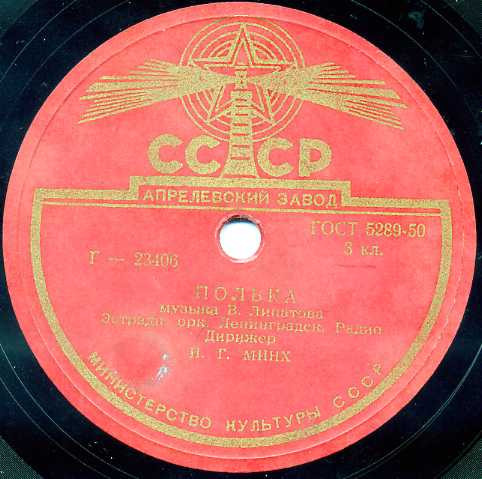 СССР
АПРЕЛЕВСКИЙ ЗАВОД
ГОСТ 5289-50
3 кл.
Г — 23406
ПОЛЬКА
музыка В. Липатова
Эстрадн. орк. Ленинградск. Радио
Дирижер
Н. Г. МИНХ
МИНИСТЕРСТВО КУЛЬТУРЫ СССР